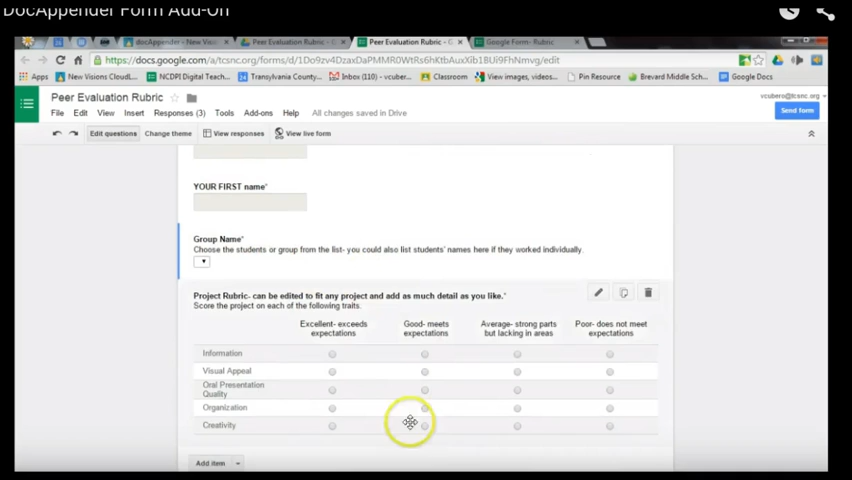 DocAppender Form Add-On
docAppender - New Visi
Peer Evaluation Rubric - G
Peer Evaluation Rubric - G
Google Form- Rubric
https://docs.google.com/a/tcsnc.org/forms/d/1Do9zv4DzaxPMMR0WtRs6hKtbAuxXib1BUi9FhNmvg/edit
Apps New Visions CloudL... NCDPI Digital Teach... Transylvania County... Inbox (110) - vcuber... Classroom View images, videos... Pin Resource Brevard Middle Sch... Google Docs
Peer Evaluation Rubric
vcubero@tcsnc.org
File Edit View Insert Responses (3) Tools Add-ons Help All changes saved in Drive
Send form
Edit questions Change theme View responses View live form
YOUR FIRST name*
Group Name*
Choose the students or group from the list- you could also list students' names here if they worked individually.
Project Rubric- can be edited to fit any project and add as much detail as you like.*
Score the project on each of the following traits.
Excellent- exceeds expectations
Good- meets expectations
Average- strong parts but lacking in areas
Poor- does not meet expectations
Information
Visual Appeal
Oral Presentation
Quality
Organization
Creativity
Add item